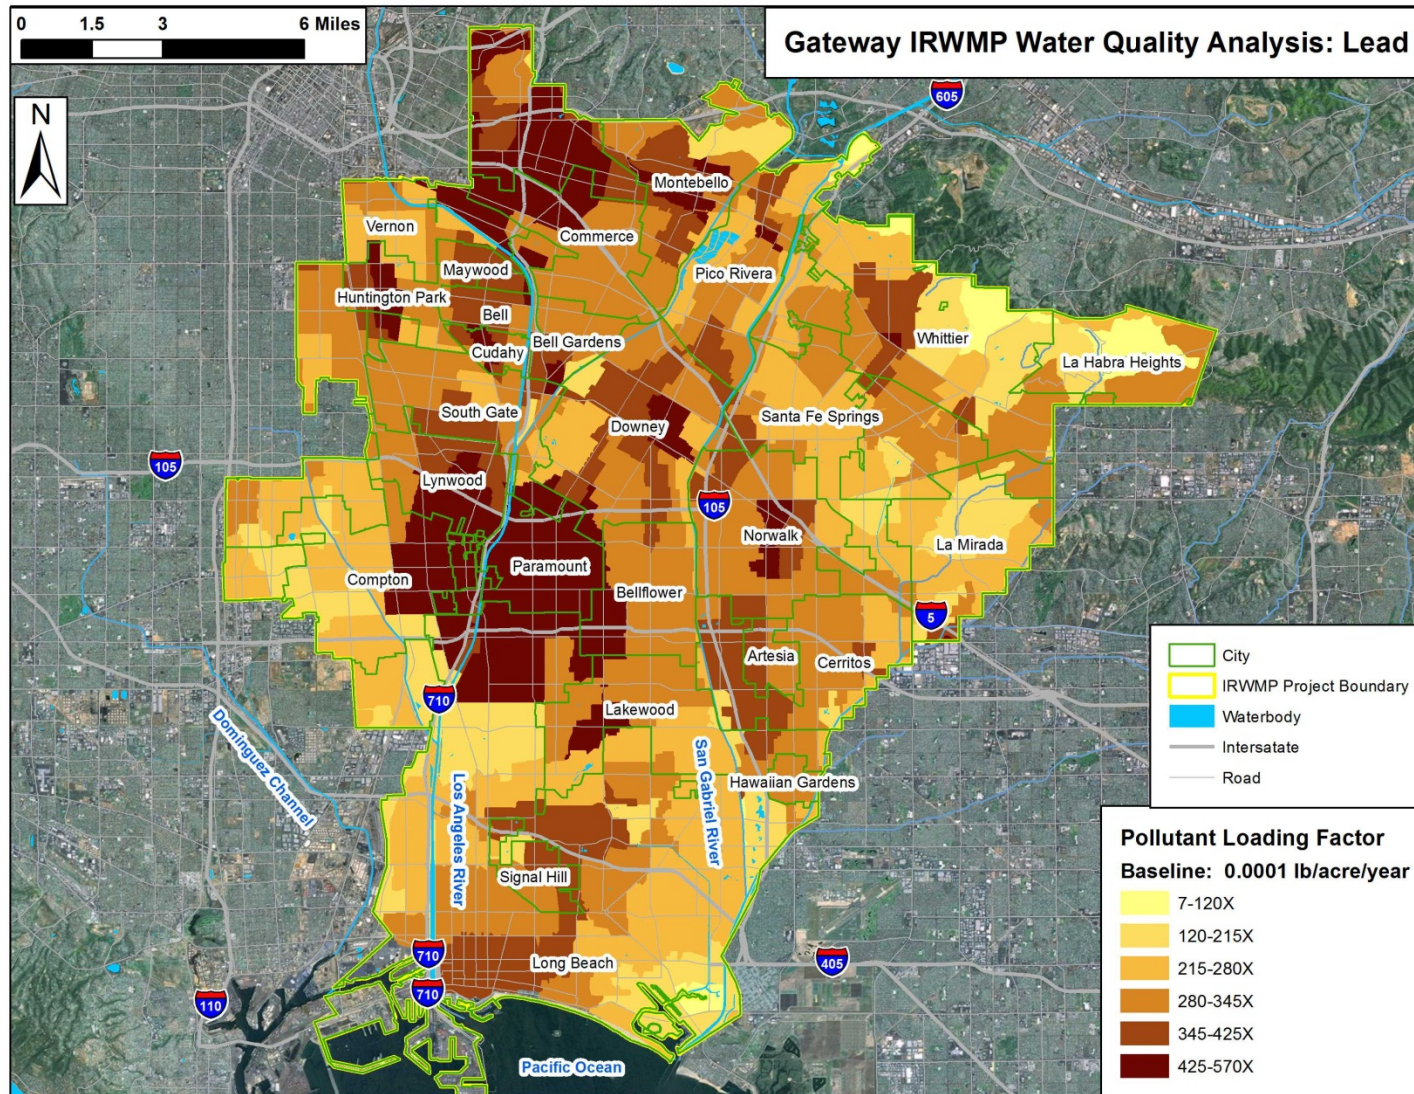 0 1.5 3 6 Miles
Gateway IRWMP Water Quality Analysis: Lead
N
605
Montebello
Vernon
Commerce
Maywood
Pico Rivera
Huntington Park
Bell
Whittier
Cudahy
Bell Gardens
La Habra Heights
South Gate
Santa Fe Springs
Downey
105
Lynwood
105
Norwalk
La Mirada
Paramount
Compton
Bellflower
5
Artesia
Cerritos
710
Lakewood
Dominguez Channel
Los Angeles River
San Gabriel River
Hawaiian Gardens
Signal Hill
710
Long Beach
405
710
110
Pacific Ocean
City
IRWMP Project Boundary
Waterbody
Intersatate
Road
Pollutant Loading Factor
Baseline: 0.0001 lb/acre/year
7-120X
120-215X
215-280X
280-345X
345-425X
425-570X